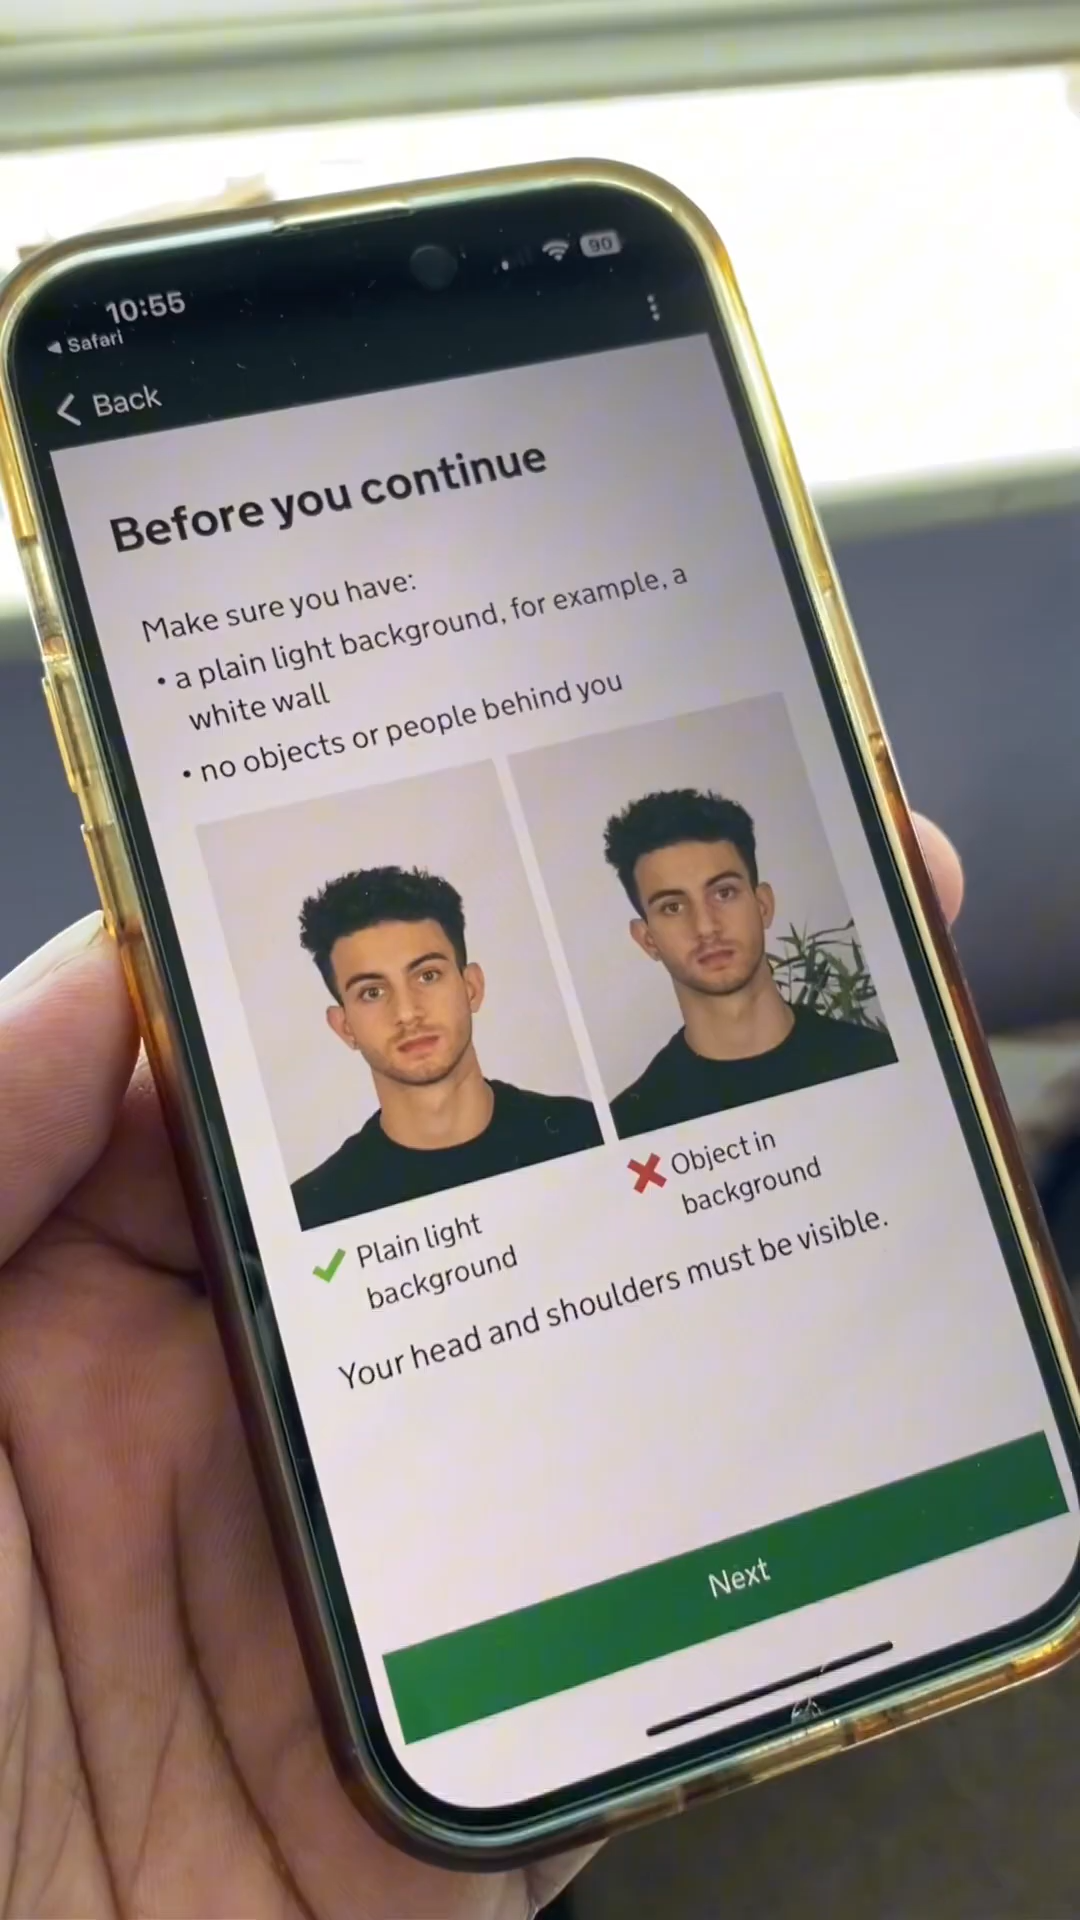 10:55
90
Safari
Back
Before you continue
Make sure you have:
• a plain light background, for example, a
white wall
• no objects or people behind you
Plain light
background
Object in
background
Your head and shoulders must be visible.
Next